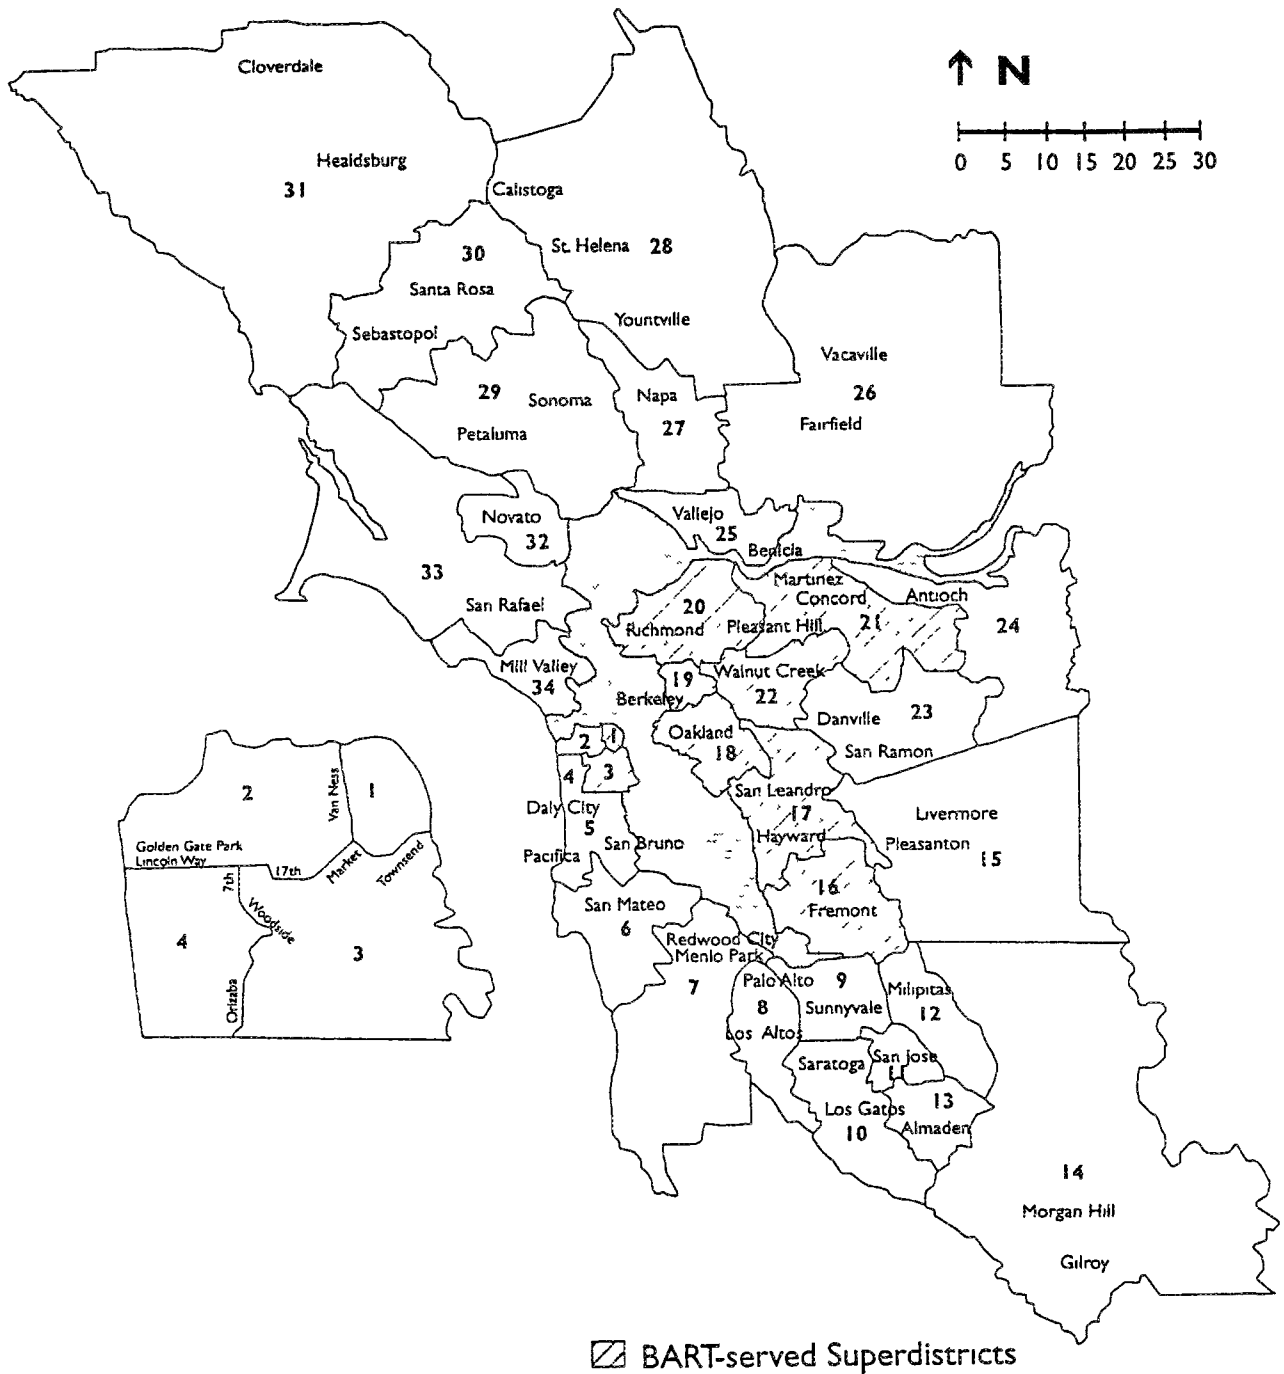 Cloverdale
N
0 5 10 15 20 25 30
Healdsburg
31
Calistoga
St. Helena 28
30
Santa Rosa
Sebastopol
Yountville
Vacaville
26
Fairfield
29
Sonoma
Petaluma
Napa
27
Novato
32
Vallejo
25
Benicia
33
San Rafael
Martinez
Concord
Antioch
20
Richmond
Pleasant Hill
21
24
Mill Valley
34
19
Berkeley
Walnut Creek
22
Danville 23
San Ramon
Oakland
18
2
1
4
3
Daly City
5
San Bruno
Pacifica
San Leandro
17
Hayward
Livermore
Pleasanton
15
16
Fremont
San Mateo
6
Redwood City
Menlo Park
7
Palo Alto
8
Los Altos
9
Sunnyvale
Milipitas
12
Saratoga
San Jose
11
Los Gatos
10
13
Almaden
14
Morgan Hill
Gilroy
2
Van Ness
1
Golden Gate Park
Lincoln Way
17th
Market
Townsend
7th
Woodside
4
3
Orizaba
BART-served Superdistricts